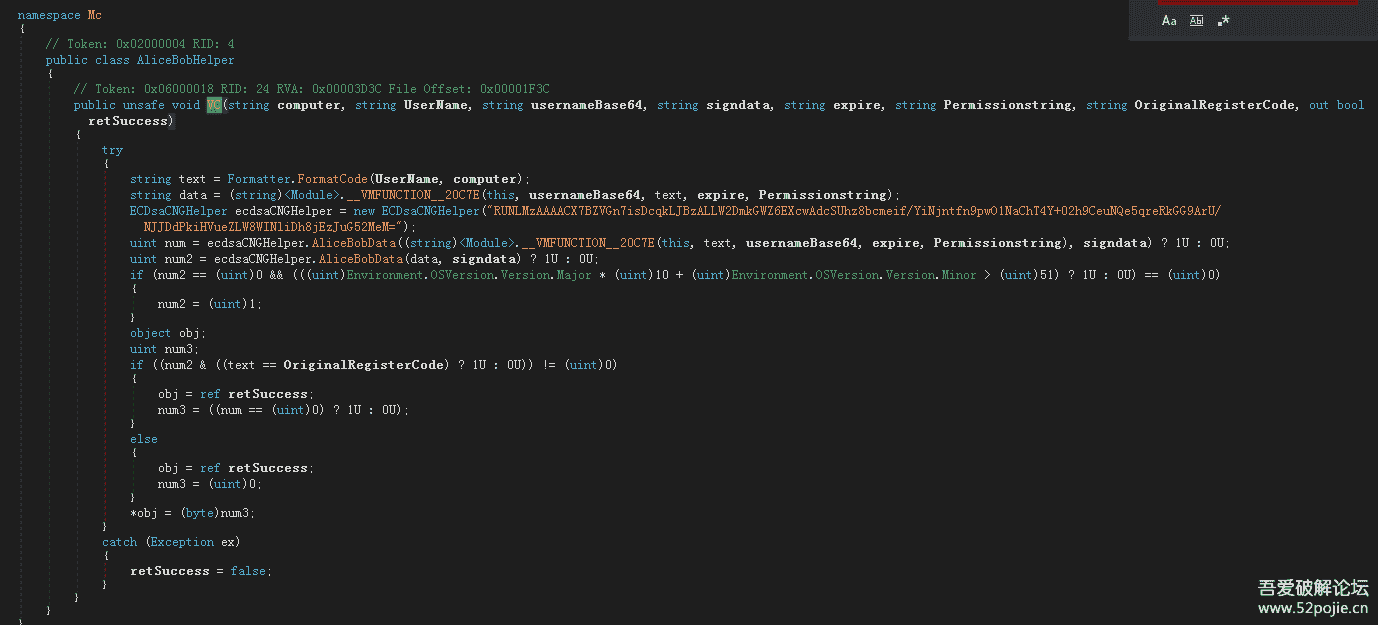 namespace Mc
{
// Token: 0x02000004 RID: 4
public class AliceBobHelper
{
// Token: 0x06000018 RID: 24 RVA: 0x00003D3C File Offset: 0x00001F3C
public unsafe void VC(string computer, string UserName, string usernameBase64, string signdata, string expire, string Permissionstring, string OriginalRegisterCode, out bool
retSuccess)
{
try
{
string text = Formatter.FormatCode(UserName, computer);
string data = (string)<Module>.__VMFUNCTION__20C7E(this, usernameBase64, text, expire, Permissionstring);
ECDsaCNGHelper ecdsaCNGHelper = new ECDsaCNGHelper("RUNLMzAAAACX7BZVGn7isDcqkLJBzALLW2DmkGWZ6EXcwAdcSUhz8bcmeif/YiNjntfn9pwO1NaChT4Y+O2h9CeuNQe5qreRkGG9ArU/
NJJDdPkiHVueZLW8WINliDh8jEzJuG52MeM=");
uint num = ecdsaCNGHelper.AliceBobData((string)<Module>.__VMFUNCTION__20C7E(this, text, usernameBase64, expire, Permissionstring), signdata) ? 1U : 0U;
uint num2 = ecdsaCNGHelper.AliceBobData(data, signdata) ? 1U : 0U;
if (num2 == (uint)0 && (((uint)Environment.OSVersion.Version.Major * (uint)10 + (uint)Environment.OSVersion.Version.Minor > (uint)51) ? 1U : 0U) == (uint)0)
{
num2 = (uint)1;
}
object obj;
uint num3;
if ((num2 & ((text == OriginalRegisterCode) ? 1U : 0U)) != (uint)0)
{
obj = ref retSuccess;
num3 = ((num == (uint)0) ? 1U : 0U);
}
else
{
obj = ref retSuccess;
num3 = (uint)0;
}
*obj = (byte)num3;
}
catch (Exception ex)
{
retSuccess = false;
}
}
}
}
Aa Ab .*
吾爱破解论坛
www.52pojie.cn